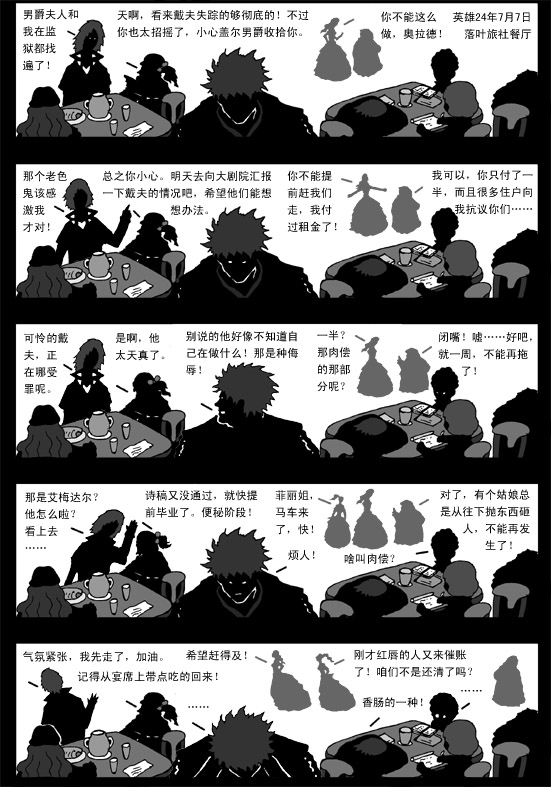 男爵夫人和
我在监
狱都找
遍了！
天啊，看来戴夫失踪的够彻底的！不过
你也太招摇了，小心盖尔男爵收拾你。
你不能这么
做，奥拉德！
英雄24年7月7日
落叶旅社餐厅
那个老色
鬼该感
激我
才对！
总之你小心。明天去向大剧院汇报
一下戴夫的情况吧，希望他们能想
想办法。
你不能提
前赶我们
走，我付
过租金了！
我可以，你只付了一
半，而且很多住户向
我抗议你们……
可怜的戴
夫，正
在哪受
罪呢。
是啊，他
太天真了。
别说的他好像不知道自
己在做什么！那是种侮
辱！
一半？
那肉偿
的那部
分呢？
闭嘴！嘘……好吧，
就一周，不能再拖
了！
那是艾梅达尔？
他怎么啦？
看上去
……
诗稿又没通过，就快提
前毕业了。便秘阶段！
烦人！
菲丽姐，
马车来
了，快！
啥叫肉偿？
对了，有个姑娘总
是从往下抛东西砸
人，不能再发
生了！
气氛紧张，我先走了，加油。
记得从宴席上带点吃的回来！
希望赶得及！
……
刚才红唇的人又来催账
了！咱们不是还清了吗？
……
香肠的一种！